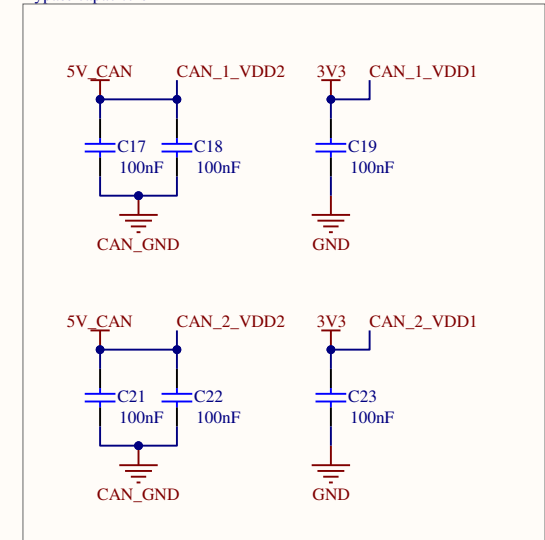 5V_CAN CAN_1_VDD2 3V3 CAN_1_VDD1
C17 C18 C19
100nF 100nF 100nF
CAN_GND GND
5V_CAN CAN_2_VDD2 3V3 CAN_2_VDD1
C21 C22 C23
100nF 100nF 100nF
CAN_GND GND